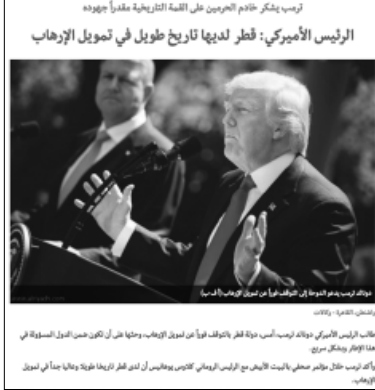 ترمب يشكر خادم الحرمين على القمة التاريخية مقدراً جهوده
الرئيس الأميركي: قطر لديها تاريخ طويل في تمويل الإرهاب
دونالد ترمب يدعو الدوحة إلى التوقف فوراً عن تمويل الإرهاب (أ ف ب)
واشنطن، القاهرة - وكالات
طالب الرئيس الأميركي دونالد ترمب، أمس، دولة قطر بالتوقف فوراً عن تمويل الإرهاب، وحثها على أن تكون ضمن الدول المسؤولة في
هذا الإطار وبشكل سريع.
وأكد ترمب خلال مؤتمر صحفي بالبيت الأبيض مع الرئيس الروماني كلاوس يوهانيس أن لدى قطر تاريخا طويلا وعاليا جداً في تمويل
الإرهاب.